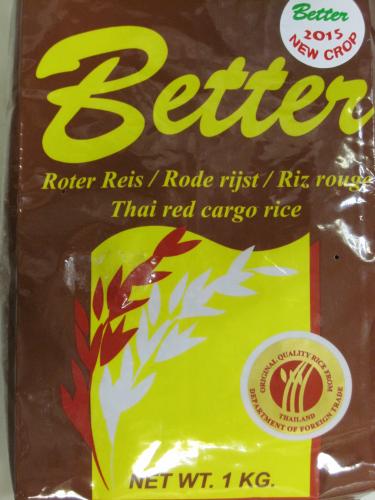 Better
2015
NEW CROP
Better
Roter Reis / Rode rijst / Riz rouge
Thai red cargo rice
ORIGINAL QUALITY RICE FROM
THAILAND
DEPARTMENT OF FOREIGN TRADE
NET WT. 1 KG.